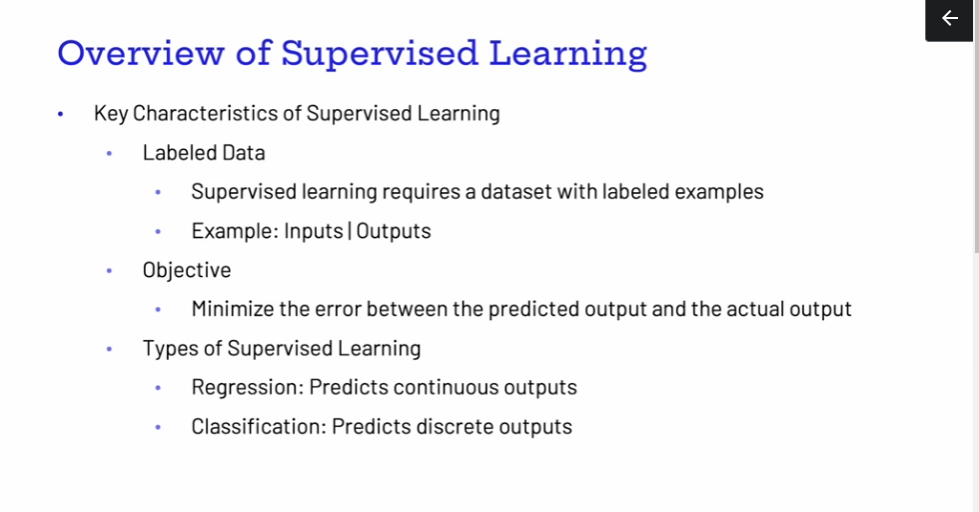 Overview of Supervised Learning
• Key Characteristics of Supervised Learning
• Labeled Data
• Supervised learning requires a dataset with labeled examples
• Example: Inputs | Outputs
• Objective
• Minimize the error between the predicted output and the actual output
• Types of Supervised Learning
• Regression: Predicts continuous outputs
• Classification: Predicts discrete outputs